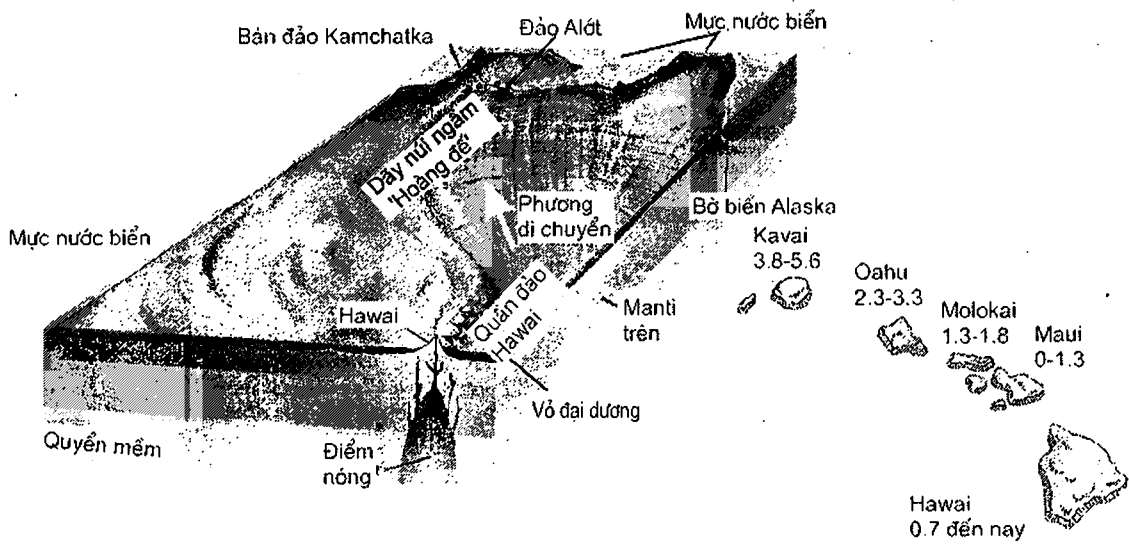 Bán đảo Kamchatka
Đảo Alớt
Mực nước biển
Dãy núi ngầm
"Hoàng đế"
Phương
di chuyển
Bờ biển Alaska
Mực nước biển
Hawai
Quần đảo
Hawai
Manti
trên
Vỏ đại dương
Quyển mềm
Điểm
nóng
Kavai
3.8-5.6
Oahu
2.3-3.3
Molokai
1.3-1.8
Maui
0-1.3
Hawai
0.7 đến nay